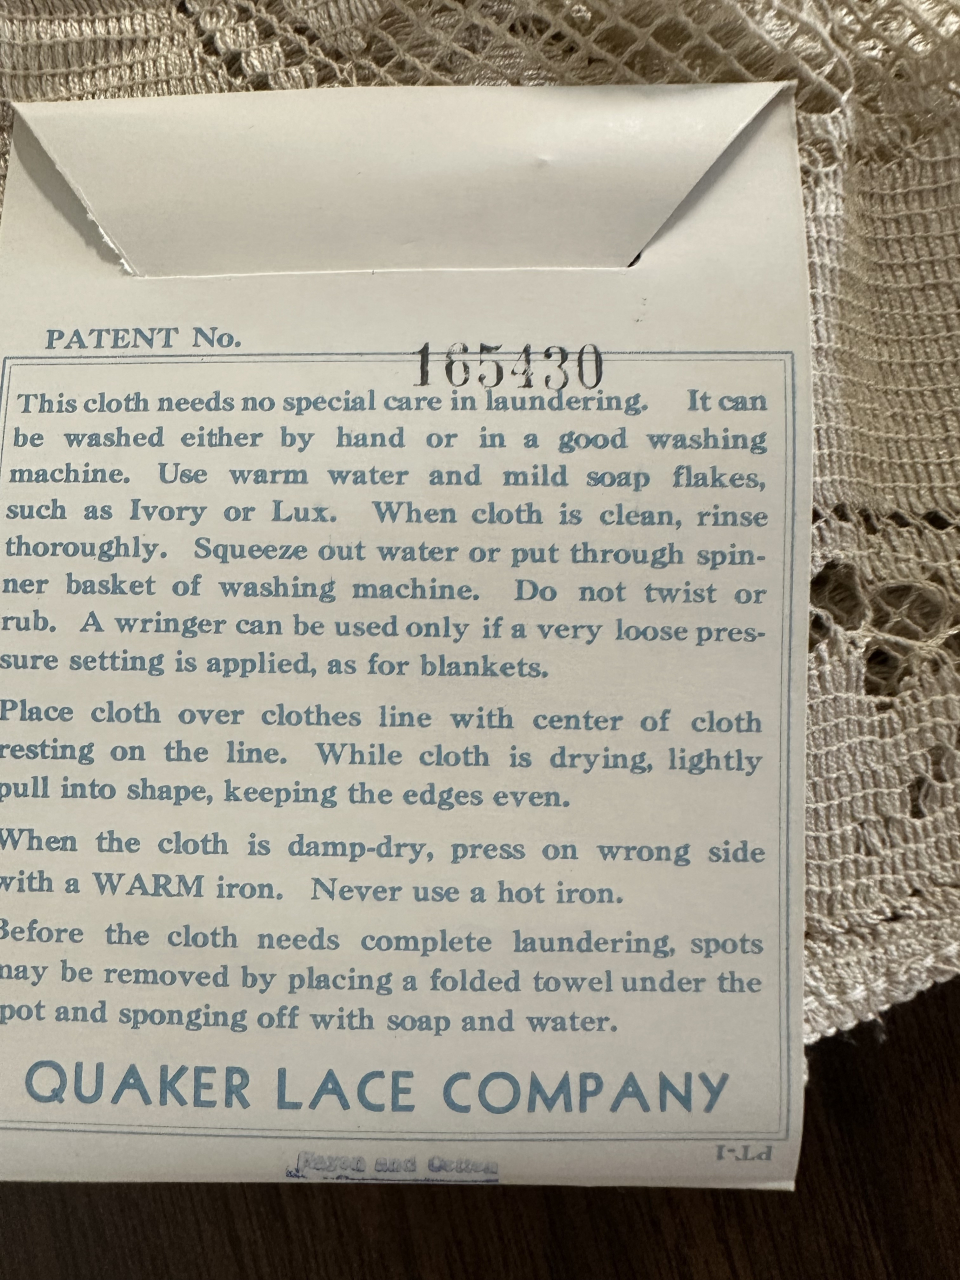 PATENT No.
165430
This cloth needs no special care in laundering. It can
be washed either by hand or in a good washing
machine. Use warm water and mild soap flakes,
such as Ivory or Lux. When cloth is clean, rinse
thoroughly. Squeeze out water or put through spin-
ner basket of washing machine. Do not twist or
rub. A wringer can be used only if a very loose pres-
sure setting is applied, as for blankets.
Place cloth over clothes line with center of cloth
resting on the line. While cloth is drying, lightly
pull into shape, keeping the edges even.
When the cloth is damp-dry, press on wrong side
with a WARM iron. Never use a hot iron.
Before the cloth needs complete laundering, spots
may be removed by placing a folded towel under the
pot and sponging off with soap and water.
QUAKER LACE COMPANY
PT-1
Rayon and Cotton